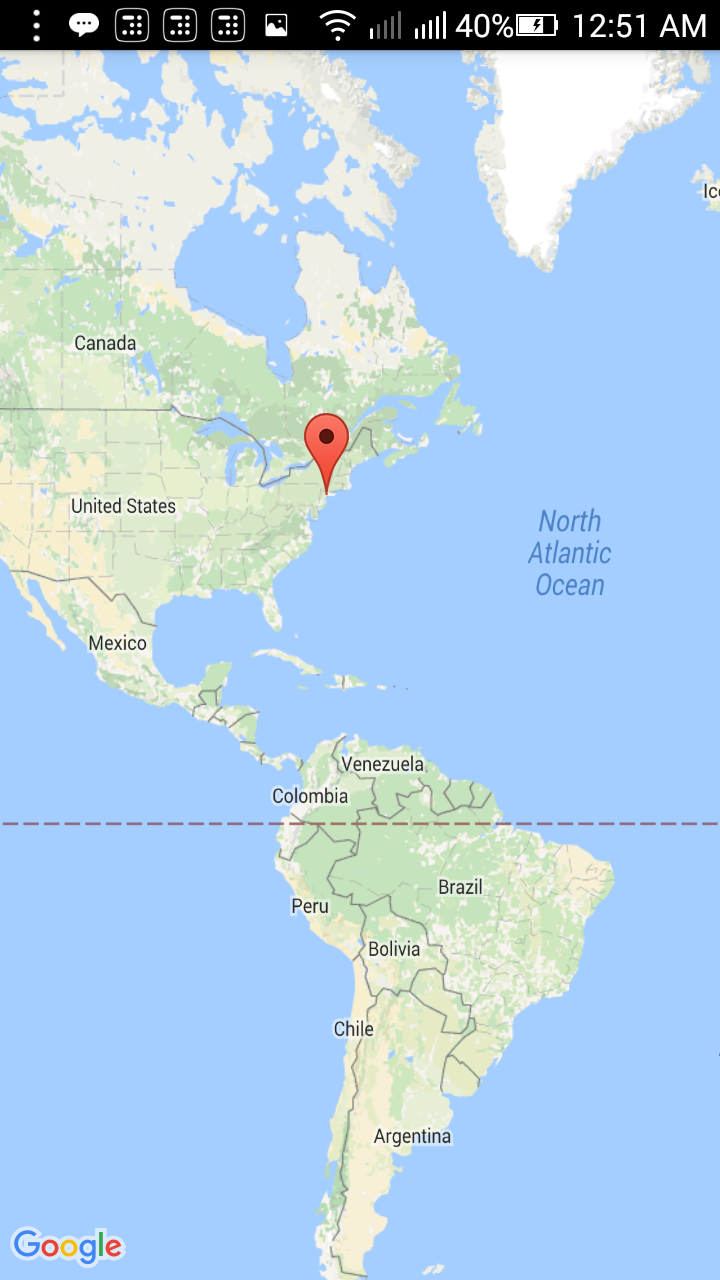 40% 12:51 AM
Ice
Canada
United States
North
Atlantic
Ocean
Mexico
Venezuela
Colombia
Brazil
Peru
Bolivia
Chile
Argentina
Google